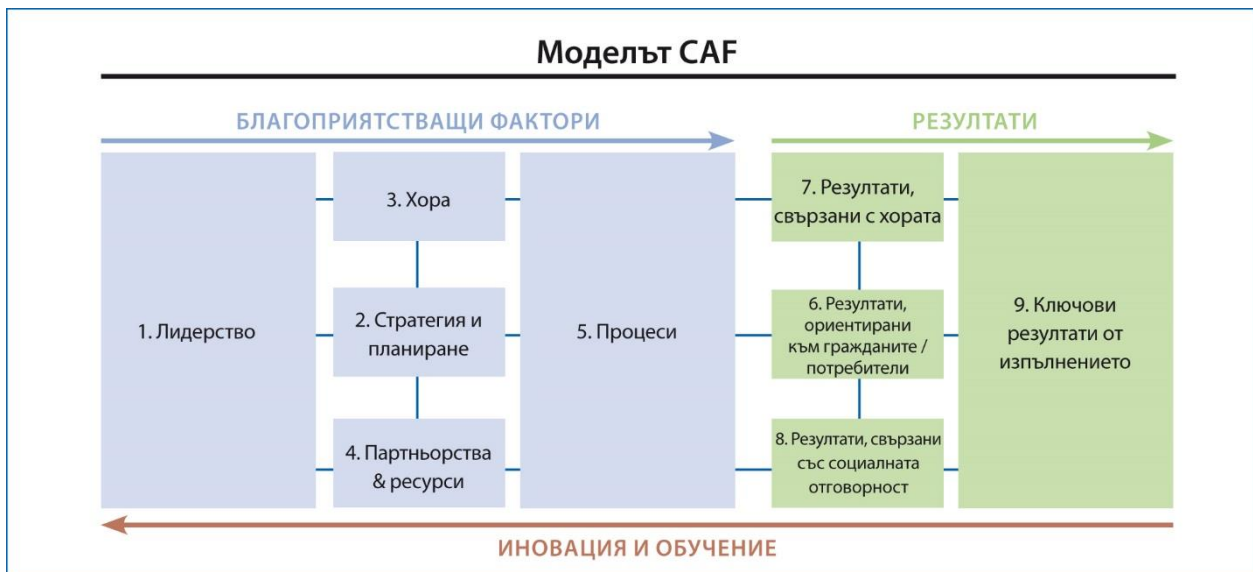 Моделът CAF
БЛАГОПРИЯТСТВАЩИ ФАКТОРИ
РЕЗУЛТАТИ
1. Лидерство
3. Хора
2. Стратегия и
планиране
4. Партньорства
& ресурси
5. Процеси
7. Резултати,
свързани с хората
6. Резултати,
ориентирани
към гражданите /
потребители
8. Резултати, свързани
със социалната
отговорност
9. Ключови
резултати от
изпълнението
ИНОВАЦИЯ И ОБУЧЕНИЕ